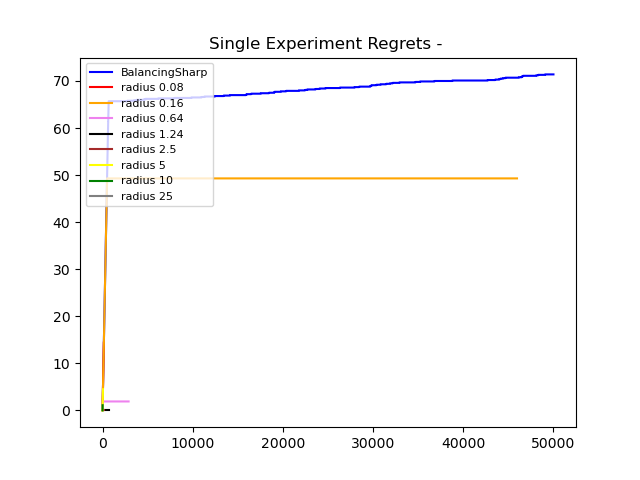 Single Experiment Regrets -
70
60
50
40
30
20
10
0
BalancingSharp
radius 0.08
radius 0.16
radius 0.64
radius 1.24
radius 2.5
radius 5
radius 10
radius 25
0 10000 20000 30000 40000 50000